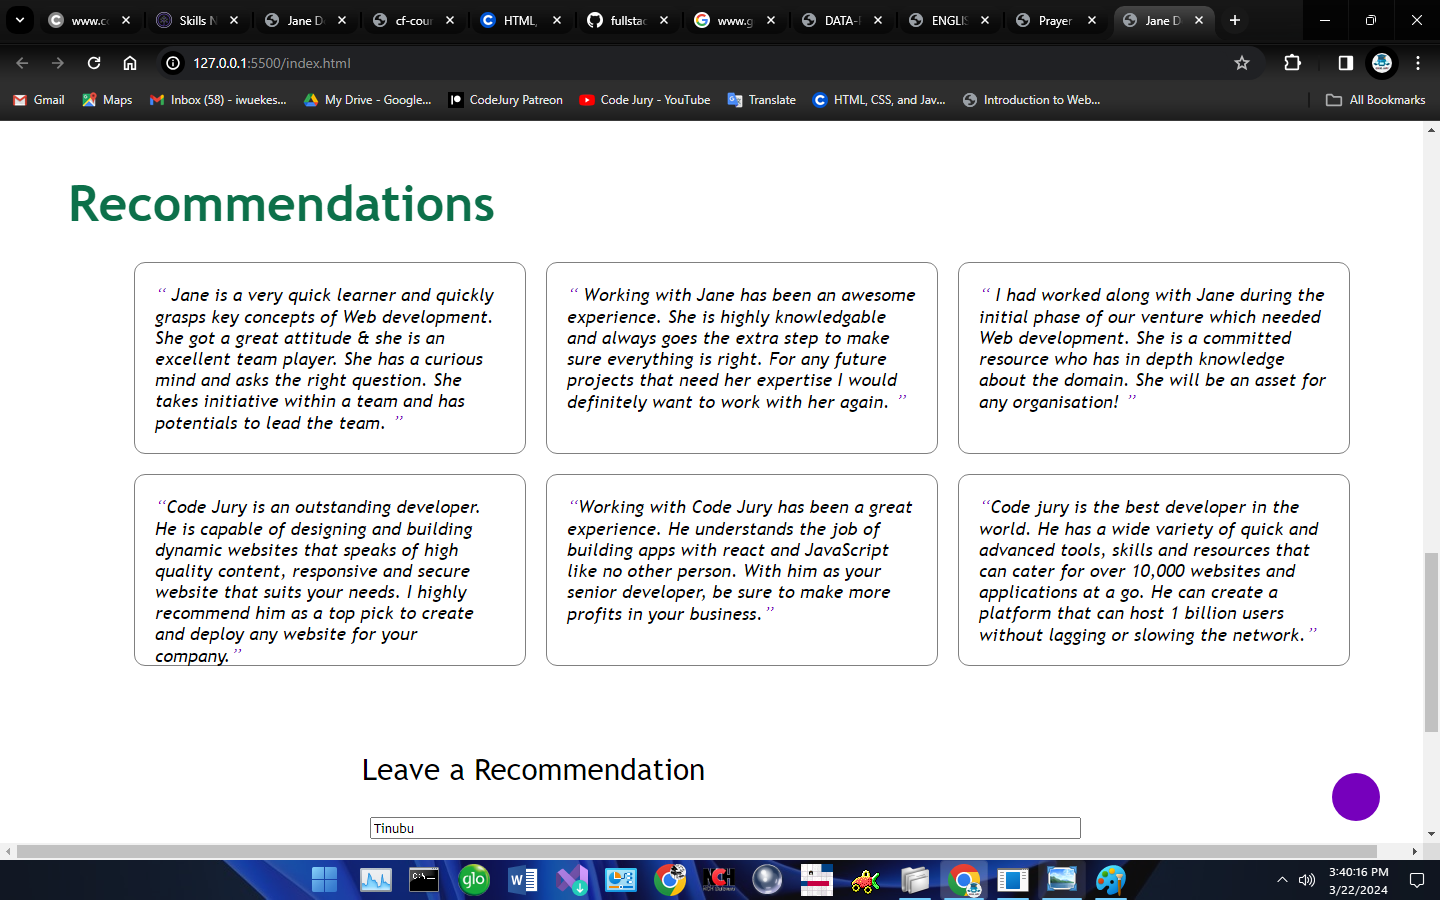 www.cc
Skills N
Jane D
cf-cour
HTML,
fullstac
www.g
DATA-
ENGLIS
Prayer
Jane D
127.0.0.1:5500/index.html
Gmail
Maps
Inbox (58) - iwuekes...
My Drive - Google...
CodeJury Patreon
Code Jury - YouTube
Translate
HTML, CSS, and Jav...
Introduction to Web...
All Bookmarks
Recommendations
“ Jane is a very quick learner and quickly
grasps key concepts of Web development.
She got a great attitude & she is an
excellent team player. She has a curious
mind and asks the right question. She
takes initiative within a team and has
potentials to lead the team. ”
“ Working with Jane has been an awesome
experience. She is highly knowledgable
and always goes the extra step to make
sure everything is right. For any future
projects that need her expertise I would
definitely want to work with her again. ”
“ I had worked along with Jane during the
initial phase of our venture which needed
Web development. She is a committed
resource who has in depth knowledge
about the domain. She will be an asset for
any organisation! ”
“Code Jury is an outstanding developer.
He is capable of designing and building
dynamic websites that speaks of high
quality content, responsive and secure
website that suits your needs. I highly
recommend him as a top pick to create
and deploy any website for your
company.”
“Working with Code Jury has been a great
experience. He understands the job of
building apps with react and JavaScript
like no other person. With him as your
senior developer, be sure to make more
profits in your business.”
“Code jury is the best developer in the
world. He has a wide variety of quick and
advanced tools, skills and resources that
can cater for over 10,000 websites and
applications at a go. He can create a
platform that can host 1 billion users
without lagging or slowing the network.”
Leave a Recommendation
Tinubu
glo
3:40:16 PM
3/22/2024